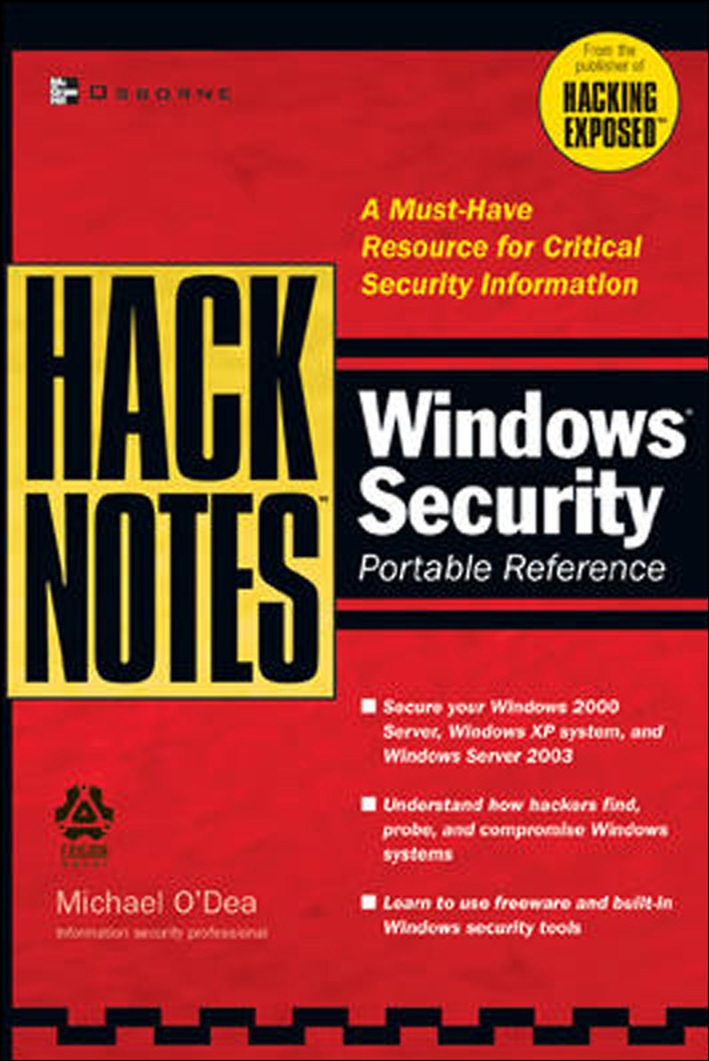 OSBORNE
From the
publisher of
HACKING
EXPOSED™
A Must-Have
Resource for Critical
Security Information
HACK
NOTES™
Windows®
Security
Portable Reference
■ Secure your Windows 2000
Server, Windows XP system, and
Windows Server 2003
■ Understand how hackers find,
probe, and compromise Windows
systems
■ Learn to use freeware and built-in
Windows security tools
Michael O'Dea
Information security professional